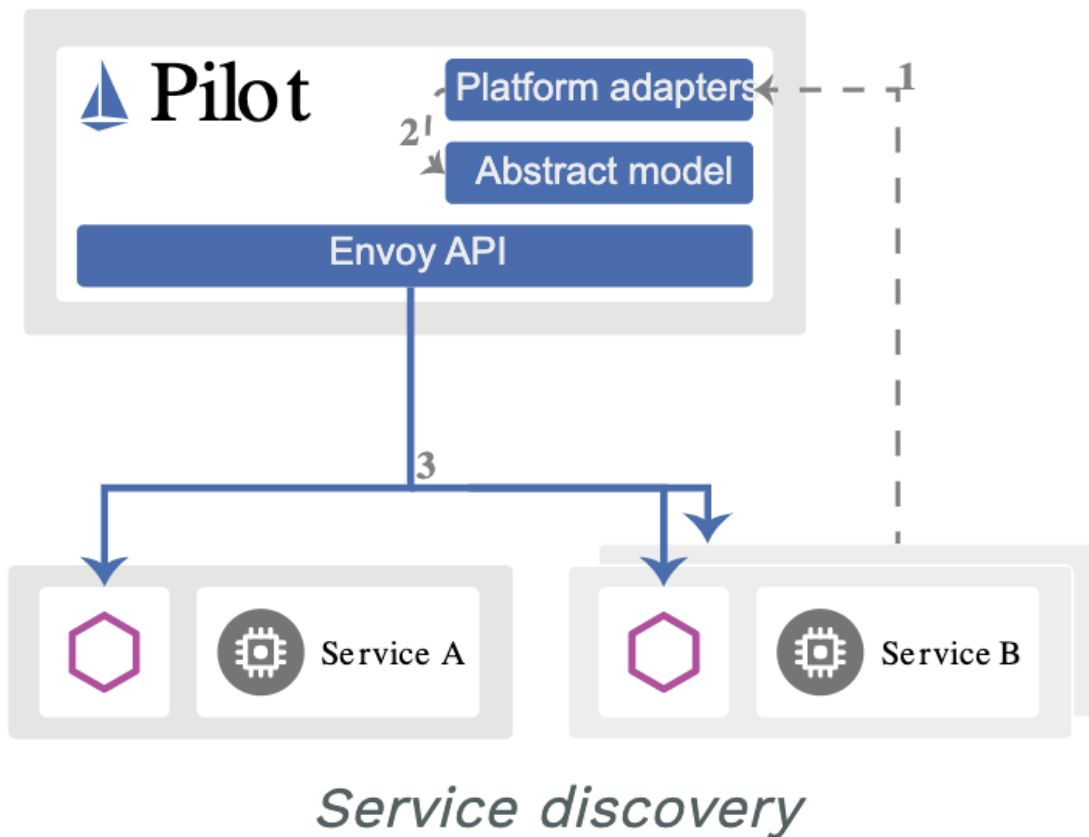 Pilot
Platform adapters
1
2
Abstract model
Envoy API
3
Service A
Service B
Service discovery